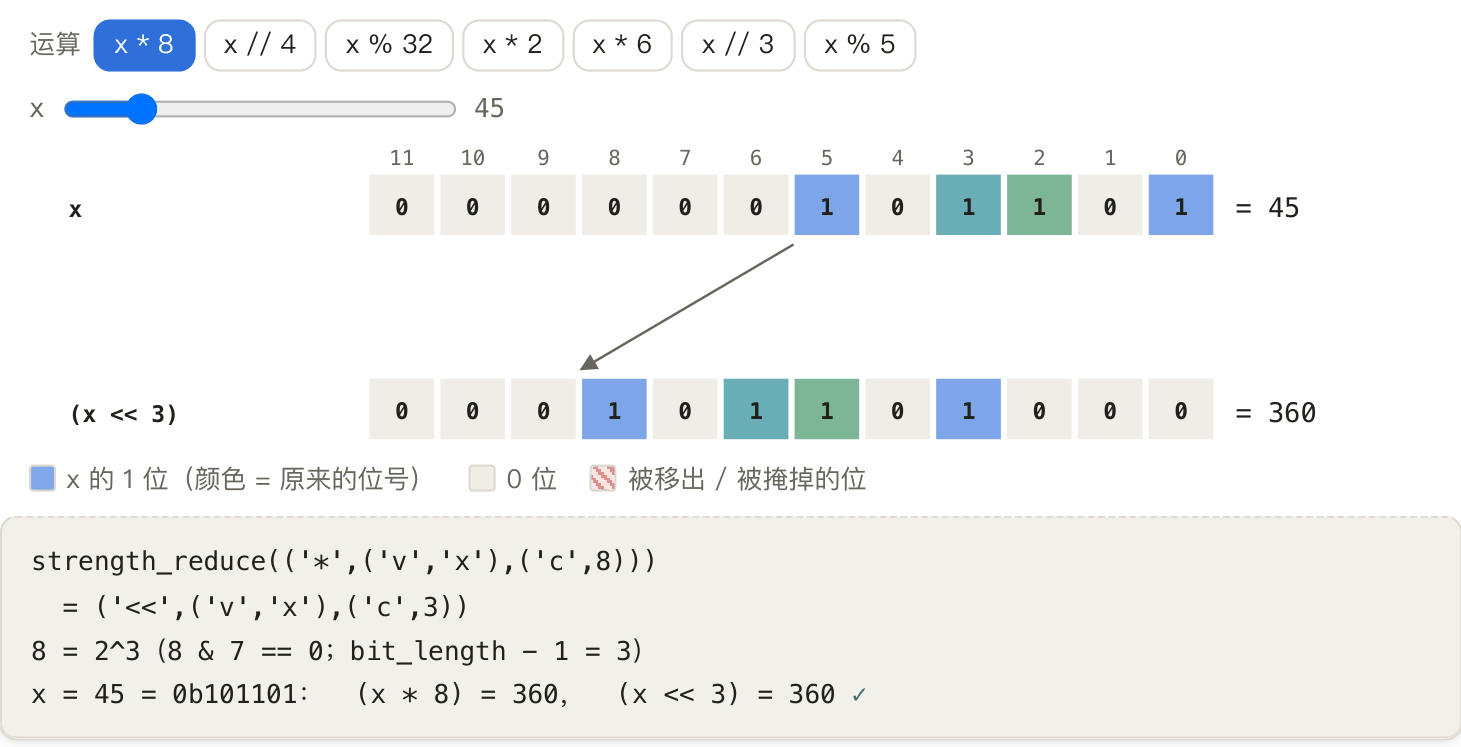 运算 x * 8 x // 4 x % 32 x * 2 x * 6 x // 3 x % 5
x 45
11 10 9 8 7 6 5 4 3 2 1 0
x 0 0 0 0 0 0 1 0 1 1 0 1 = 45
(x << 3) 0 0 0 1 0 1 1 0 1 0 0 0 = 360
x 的 1 位（颜色 = 原来的位号） 0 位 被移出 / 被掩掉的位
strength_reduce(('*',('v','x'),('c',8)))
= ('<<',('v','x'),('c',3))
8 = 2^3（8 & 7 == 0；bit_length − 1 = 3）
x = 45 = 0b101101： (x * 8) = 360， (x << 3) = 360 ✓